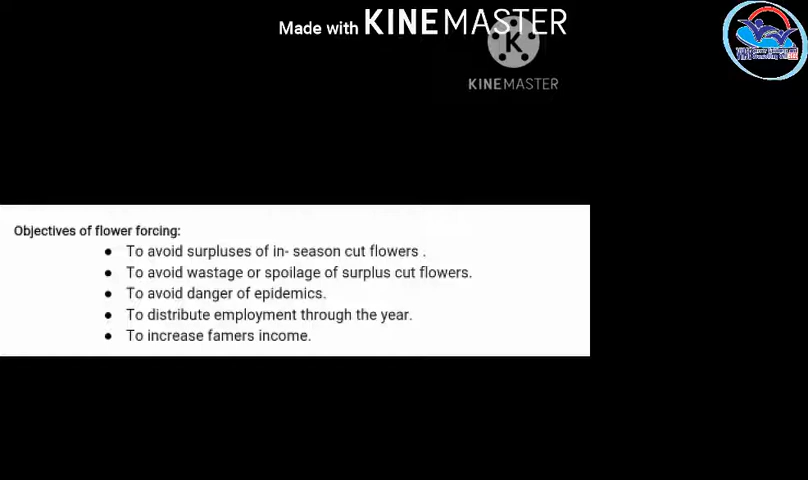 Made with KINEMASTER
KINEMASTER
Objectives of flower forcing:
● To avoid surpluses of in- season cut flowers .
● To avoid wastage or spoilage of surplus cut flowers.
● To avoid danger of epidemics.
● To distribute employment through the year.
● To increase famers income.